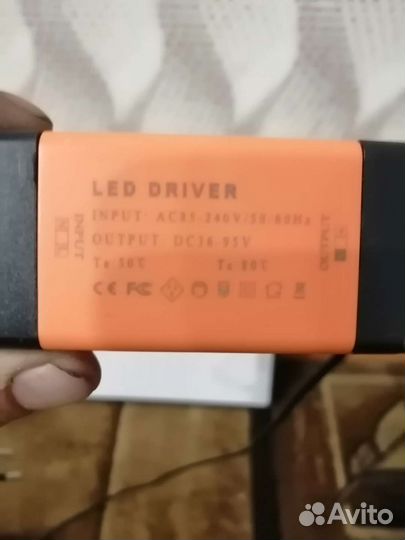 LED DRIVER
INPUT: AC85-240V/50-60Hz
OUTPUT: DC36-95V
Ta:50℃ Tc:80℃
CE FC
INPUT
N L
OUTPUT
Avito